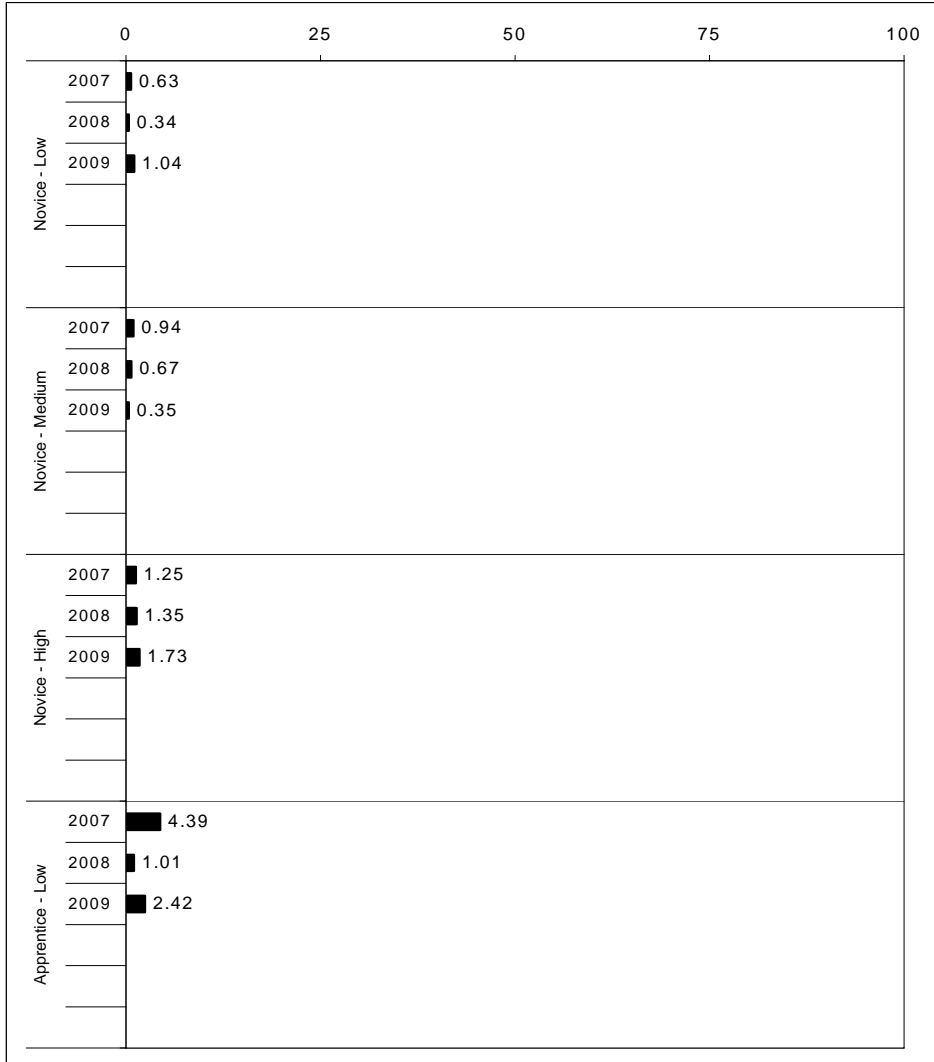 0 25 50 75 100
Novice - Low
2007 0.63
2008 0.34
2009 1.04
Novice - Medium
2007 0.94
2008 0.67
2009 0.35
Novice - High
2007 1.25
2008 1.35
2009 1.73
Apprentice - Low
2007 4.39
2008 1.01
2009 2.42